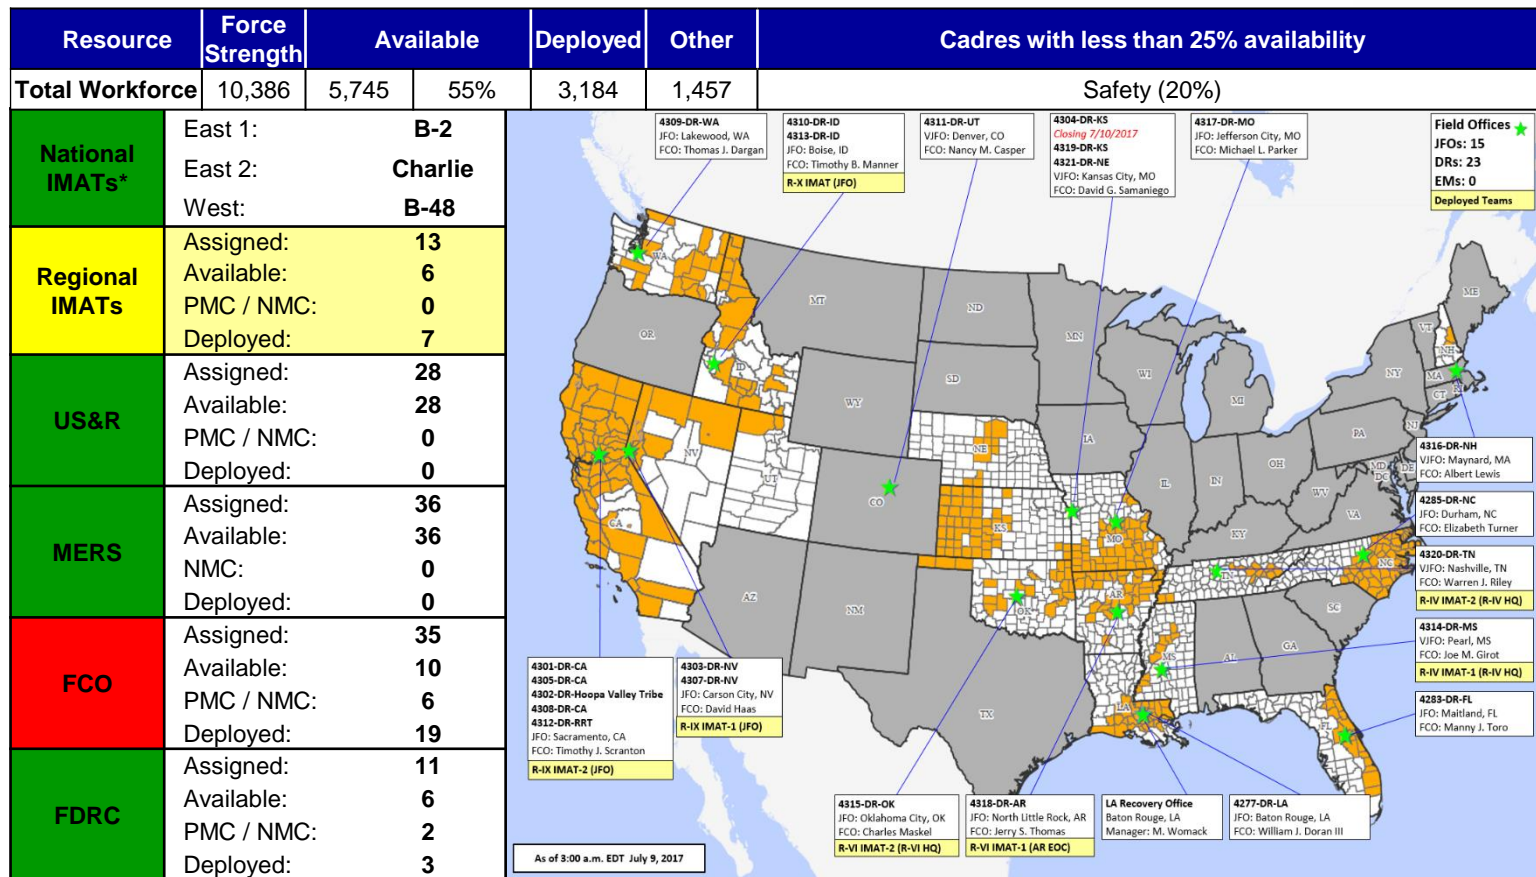 Resource Force Strength Available Deployed Other Cadres with less than 25% availability
Total Workforce 10,386 5,745 55% 3,184 1,457 Safety (20%)
National IMATs*
East 1: B-2
East 2: Charlie
West: B-48
Regional IMATs
Assigned: 13
Available: 6
PMC / NMC: 0
Deployed: 7
US&R
Assigned: 28
Available: 28
PMC / NMC: 0
Deployed: 0
MERS
Assigned: 36
Available: 36
NMC: 0
Deployed: 0
FCO
Assigned: 35
Available: 10
PMC / NMC: 6
Deployed: 19
FDRC
Assigned: 11
Available: 6
PMC / NMC: 2
Deployed: 3
4309-DR-WA
JFO: Lakewood, WA
FCO: Thomas J. Dargan
4310-DR-ID
4313-DR-ID
JFO: Boise, ID
FCO: Timothy B. Manner
R-X IMAT (JFO)
4311-DR-UT
VJFO: Denver, CO
FCO: Nancy M. Casper
4304-DR-KS
Closing 7/10/2017
4319-DR-KS
4321-DR-NE
VJFO: Kansas City, MO
FCO: David G. Samaniego
4317-DR-MO
JFO: Jefferson City, MO
FCO: Michael L. Parker
Field Offices
JFOs: 15
DRs: 23
EMs: 0
Deployed Teams
WA
OR
MT
ID
ND
SD
MN
WI
MI
WY
NE
IA
NV
UT
CO
CA
KS
MO
IL
IN
OH
KY
WV
VA
PA
NY
ME
VT
NH
MA
CT
RI
NJ
MD
DE
DC
AZ
NM
TX
OK
AR
LA
MS
TN
AL
GA
SC
NC
FL
4316-DR-NH
VJFO: Maynard, MA
FCO: Albert Lewis
4285-DR-NC
JFO: Durham, NC
FCO: Elizabeth Turner
4320-DR-TN
VJFO: Nashville, TN
FCO: Warren J. Riley
R-IV IMAT-2 (R-IV HQ)
4314-DR-MS
VJFO: Pearl, MS
FCO: Joe M. Girot
R-IV IMAT-1 (R-IV HQ)
4283-DR-FL
JFO: Maitland, FL
FCO: Manny J. Toro
4301-DR-CA
4305-DR-CA
4302-DR-Hoopa Valley Tribe
4308-DR-CA
4312-DR-RRT
JFO: Sacramento, CA
FCO: Timothy J. Scranton
R-IX IMAT-2 (JFO)
4303-DR-NV
4307-DR-NV
JFO: Carson City, NV
FCO: David Haas
R-IX IMAT-1 (JFO)
4315-DR-OK
JFO: Oklahoma City, OK
FCO: Charles Maskel
R-VI IMAT-2 (R-VI HQ)
4318-DR-AR
JFO: North Little Rock, AR
FCO: Jerry S. Thomas
R-VI IMAT-1 (AR EOC)
LA Recovery Office
Baton Rouge, LA
Manager: M. Womack
4277-DR-LA
JFO: Baton Rouge, LA
FCO: William J. Doran III
As of 3:00 a.m. EDT July 9, 2017